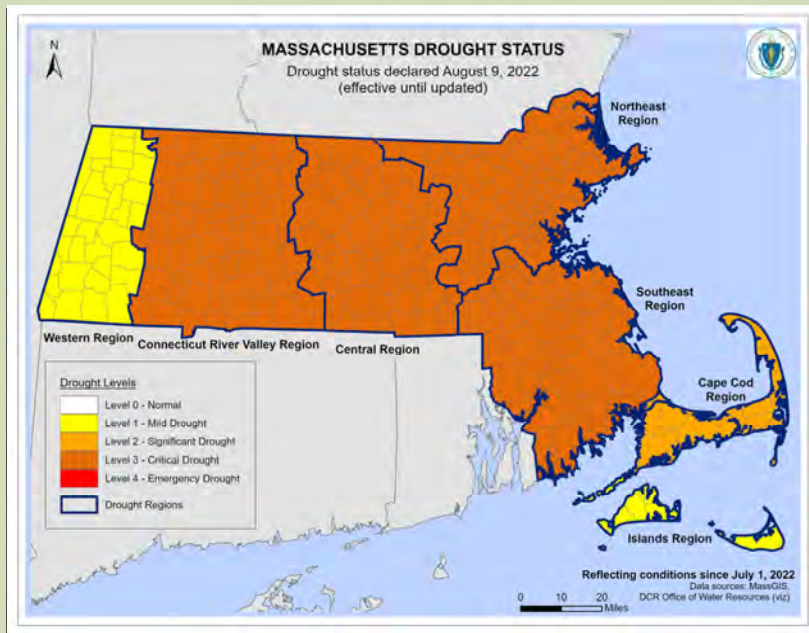 MASSACHUSETTS DROUGHT STATUS
Drought status declared August 9, 2022
(effective until updated)
N
Northeast
Region
Southeast
Region
Western Region
Connecticut River Valley Region
Central Region
Cape Cod
Region
Drought Levels
Level 0 - Normal
Level 1 - Mild Drought
Level 2 - Significant Drought
Level 3 - Critical Drought
Level 4 - Emergency Drought
Drought Regions
Islands Region
Reflecting conditions since July 1, 2022
Data sources: MassGIS,
DCR Office of Water Resources (viz)
0 10 20
Miles